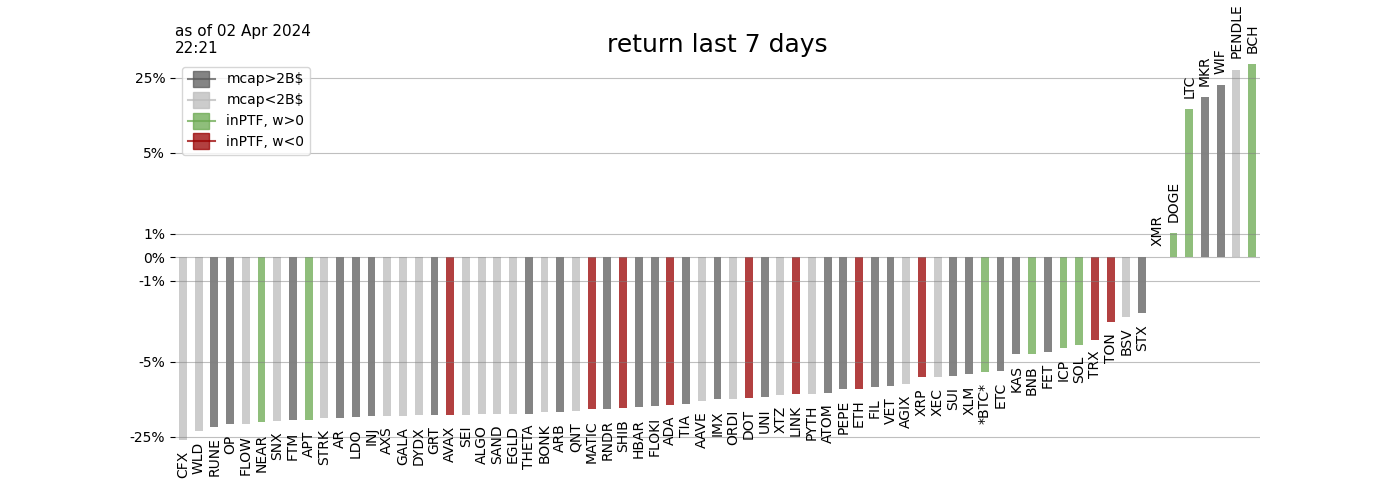 as of 02 Apr 2024
22:21
return last 7 days
mcap>2B$
mcap<2B$
inPTF, w>0
inPTF, w<0
25%
5%
1%
0%
-1%
-5%
-25%
CFX
WLD
RUNE
OP
FLOW
NEAR
SNX
FTM
APT
STRK
AR
LDO
INJ
AXS
GALA
DYDX
GRT
AVAX
SEI
ALGO
SAND
EGLD
THETA
BONK
ARB
QNT
MATIC
RNDR
SHIB
HBAR
FLOKI
ADA
TIA
AAVE
IMX
ORDI
DOT
UNI
XTZ
LINK
PYTH
ATOM
PEPE
ETH
FIL
VET
AGIX
XRP
XEC
SUI
XLM
*BTC*
ETC
KAS
BNB
FET
ICP
SOL
TRX
TON
BSV
STX
XMR
DOGE
LTC
MKR
WIF
PENDLE
BCH